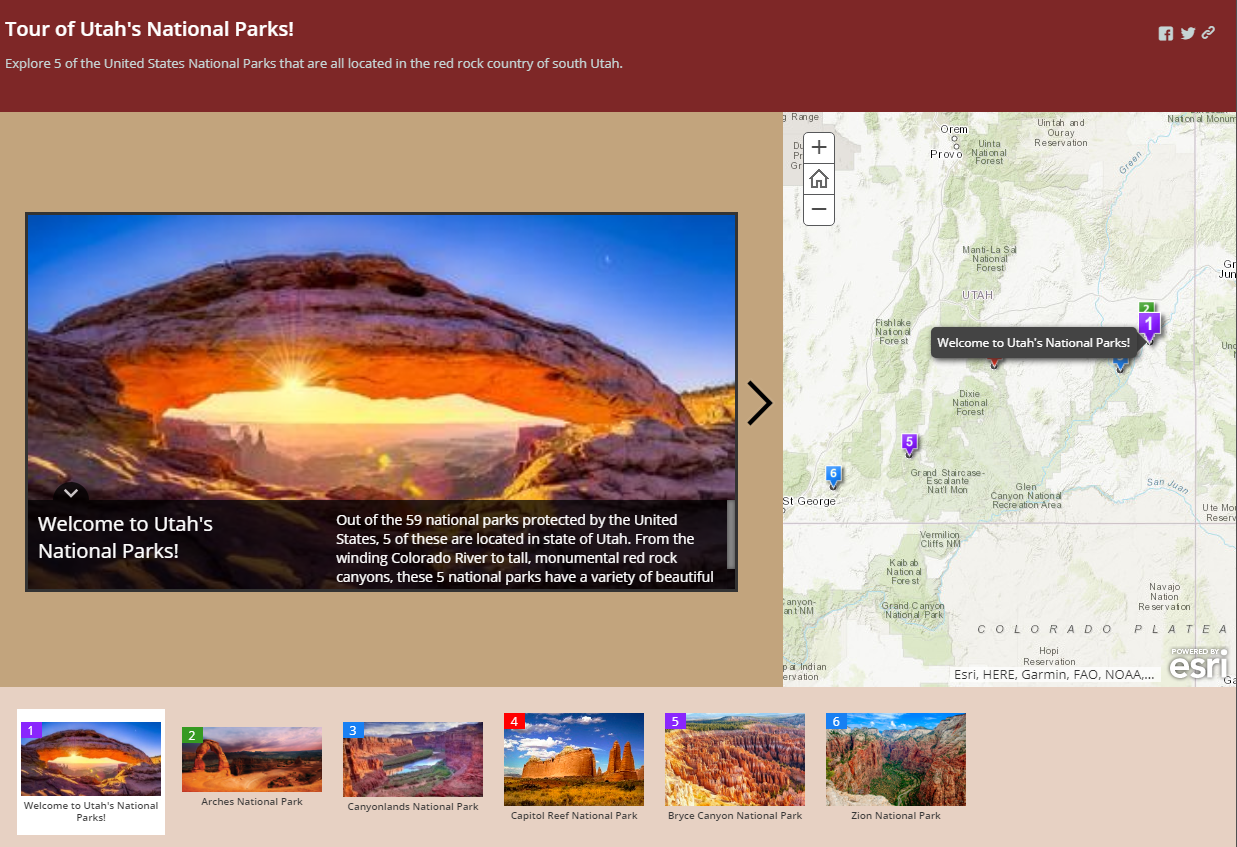 Tour of Utah's National Parks!
Explore 5 of the United States National Parks that are all located in the red rock country of south Utah.
Welcome to Utah's
National Parks!
Out of the 59 national parks protected by the United
States, 5 of these are located in state of Utah. From the
winding Colorado River to tall, monumental red rock
canyons, these 5 national parks have a variety of beautiful
g Range
Orem
Provo
Uinta
National
Forest
Uintah and
Ouray
Reservation
National Monum
Green
Manti-La Sal
National
Forest
UTAH
Fishlake
National
Forest
2
1
Welcome to Utah's National Parks!
Dixie
National
Forest
5
6
St George
Grand Staircase-
Escalante
Nat'l Mon
Glen
Canyon National
Recreation Area
San Juan
Ute Mo
Reserv
Vermilion
Cliffs NM
Kaibab
National
Forest
Grand Canyon
National Park
Navajo
Nation
Reservation
COLORADO PLATEA
Hopi
Reservation
POWERED BY
esri
Esri, HERE, Garmin, FAO, NOAA,...
1
Welcome to Utah's National
Parks!
2
Arches National Park
3
Canyonlands National Park
4
Capitol Reef National Park
5
Bryce Canyon National Park
6
Zion National Park